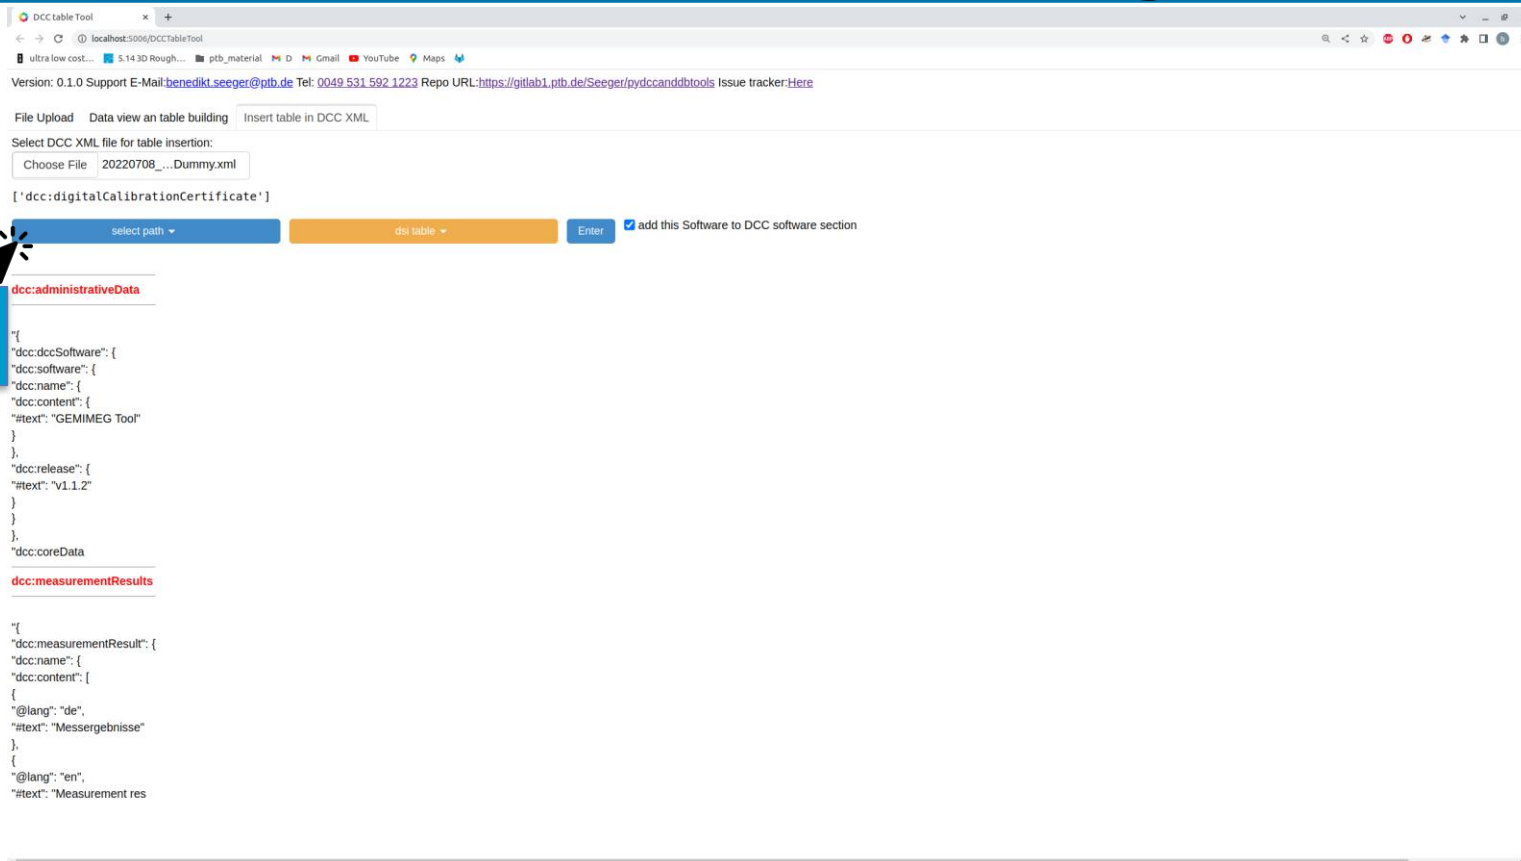 DCC table Tool
localhost:5006/DCCTableTool
ultra low cost... 5.14 3D Rough... ptb_material D Gmail YouTube Maps
Version: 0.1.0 Support E-Mail:benedikt.seeger@ptb.de Tel: 0049 531 592 1223 Repo URL:https://gitlab1.ptb.de/Seeger/pydccanddbtools Issue tracker:Here
File Upload Data view an table building Insert table in DCC XML
Select DCC XML file for table insertion:
Choose File 20220708_...Dummy.xml
['dcc:digitalCalibrationCertificate']
select path dsi table Enter add this Software to DCC software section
dcc:administrativeData
"{
"dcc:dccSoftware": {
"dcc:software": {
"dcc:name": {
"dcc:content": {
"#text": "GEMIMEG Tool"
}
},
"dcc:release": {
"#text": "v1.1.2"
}
}
},
"dcc:coreData
dcc:measurementResults
"{
"dcc:measurementResult": {
"dcc:name": {
"dcc:content": [
{
"@lang": "de",
"#text": "Messergebnisse"
},
{
"@lang": "en",
"#text": "Measurement res